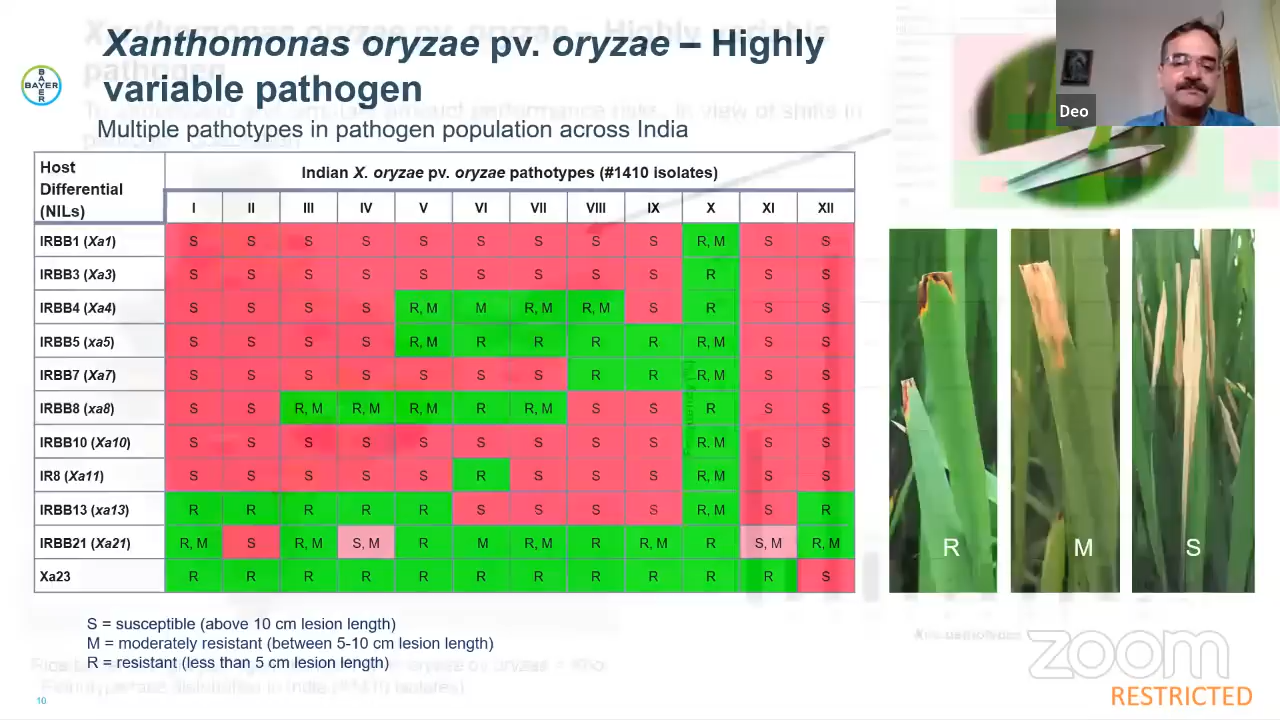 Xanthomonas oryzae pv. oryzae – Highly
variable pathogen
BAYER
BAYER
Multiple pathotypes in pathogen population across India
Deo
Host Differential (NILs) Indian X. oryzae pv. oryzae pathotypes (#1410 isolates)
I II III IV V VI VII VIII IX X XI XII
IRBB1 (Xa1) S S S S S S S S S R, M S S
IRBB3 (Xa3) S S S S S S S S S R S S
IRBB4 (Xa4) S S S S R, M M R, M R, M S R S S
IRBB5 (xa5) S S S S R, M R R R R R, M S S
IRBB7 (Xa7) S S S S S S S R R R, M S S
IRBB8 (xa8) S S R, M R, M R, M R R, M S S R S S
IRBB10 (Xa10) S S S S S S S S S R, M S S
IR8 (Xa11) S S S S S R S S S R, M S S
IRBB13 (xa13) R R R R R S S S S R, M S R
IRBB21 (Xa21) R, M S R, M S, M R M R, M R R, M R S, M R, M
Xa23 R R R R R R R R R R R S
R M S
S = susceptible (above 10 cm lesion length)
M = moderately resistant (between 5-10 cm lesion length)
R = resistant (less than 5 cm lesion length)
zoom
RESTRICTED
10